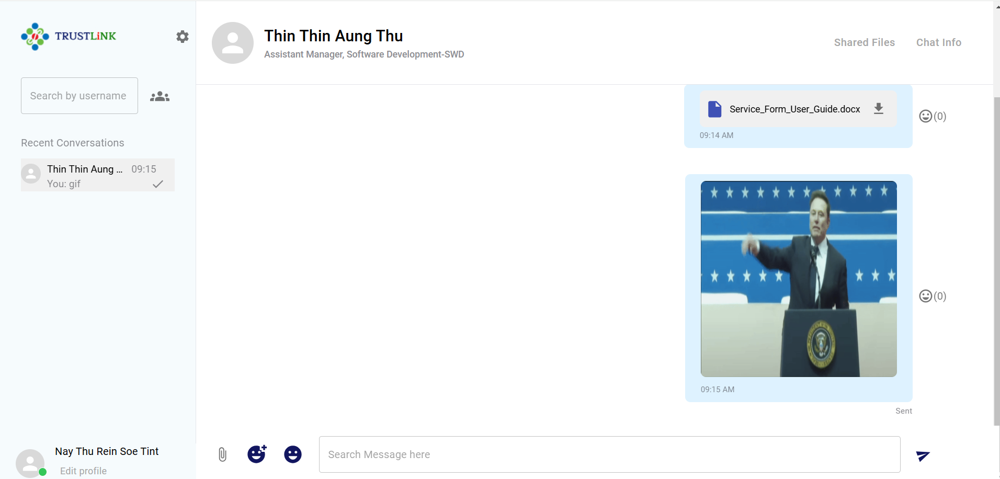 TRUSTLiNK
Search by username
Recent Conversations
Thin Thin Aung ... 09:15
You: gif
Nay Thu Rein Soe Tint
Edit profile
Thin Thin Aung Thu
Assistant Manager, Software Development-SWD
Shared Files
Chat Info
Service_Form_User_Guide.docx
09:14 AM
(0)
09:15 AM
(0)
Sent
Search Message here